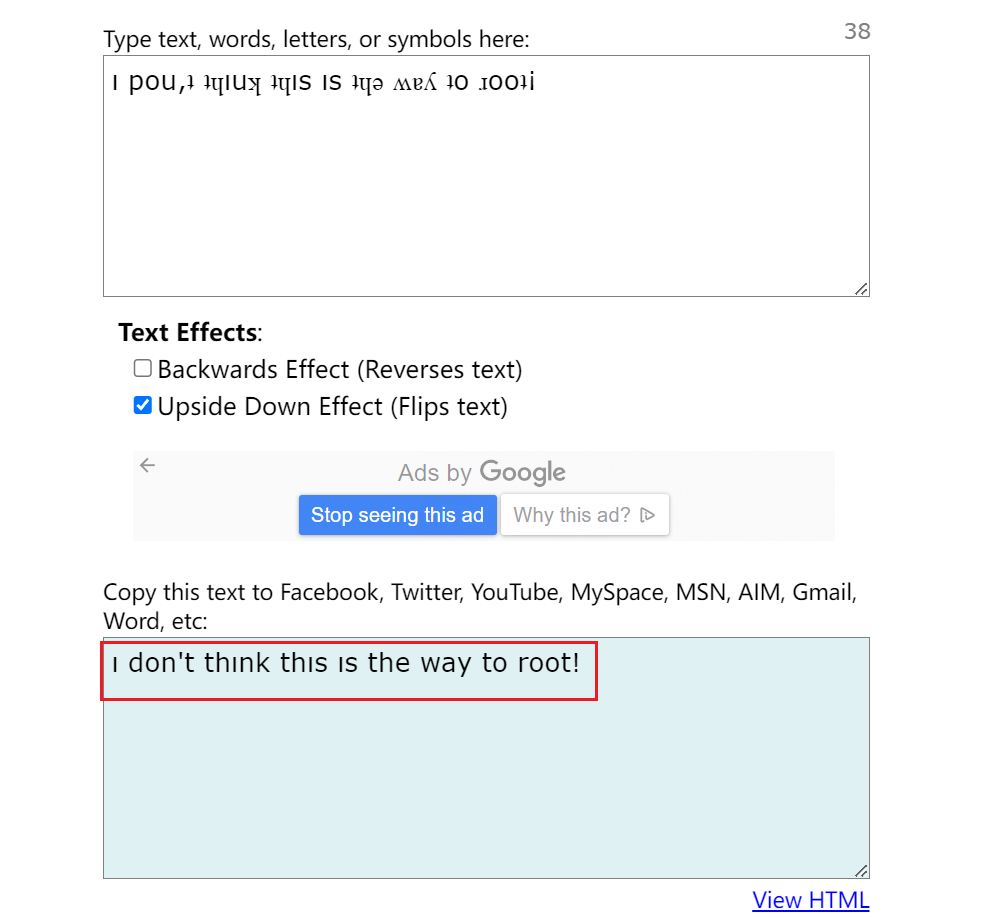 Type text, words, letters, or symbols here:
38
ı pou,ʇ ʇɥıuʞ ʇɥıs ıs ʇɥǝ ʍɐʎ ʇo ɹooʇ¡
Text Effects:
Backwards Effect (Reverses text)
Upside Down Effect (Flips text)
Ads by Google
Stop seeing this ad
Why this ad?
Copy this text to Facebook, Twitter, YouTube, MySpace, MSN, AIM, Gmail,
Word, etc:
ı don't thınk thıs ıs the way to root!
View HTML